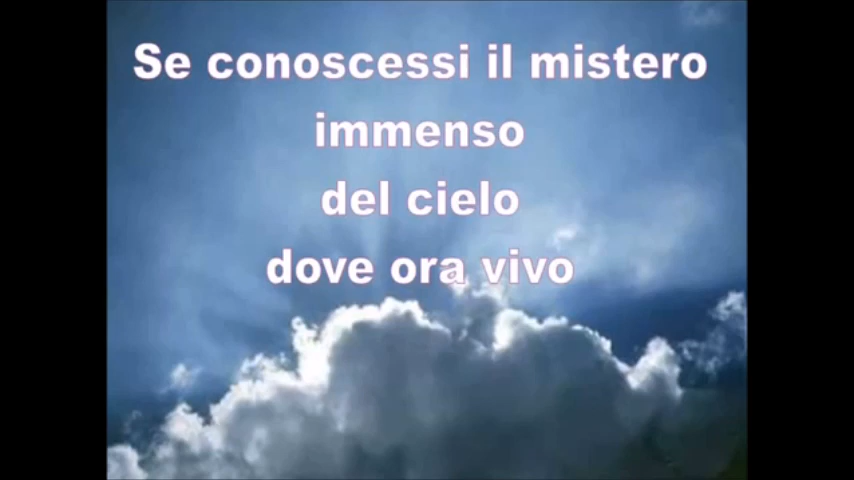 Se conoscessi il mistero
immenso
del cielo
dove ora vivo